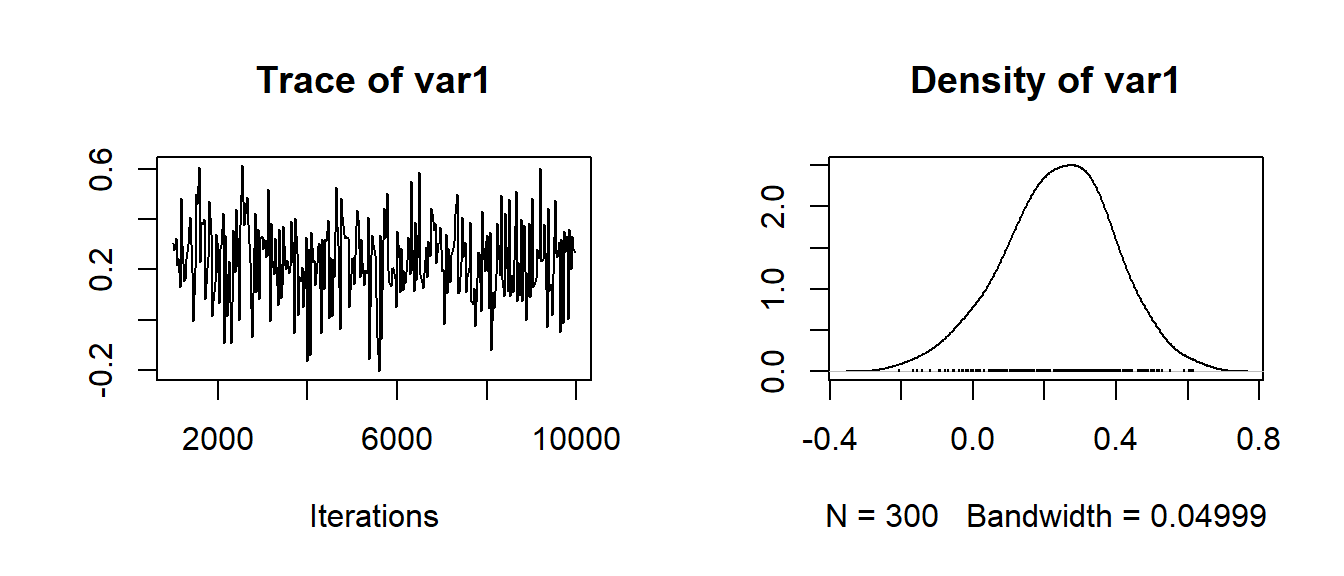 Trace of var1
0.6
0.2
-0.2
2000 6000 10000
Iterations
Density of var1
2.0
1.0
0.0
-0.4 0.0 0.4 0.8
N = 300 Bandwidth = 0.04999